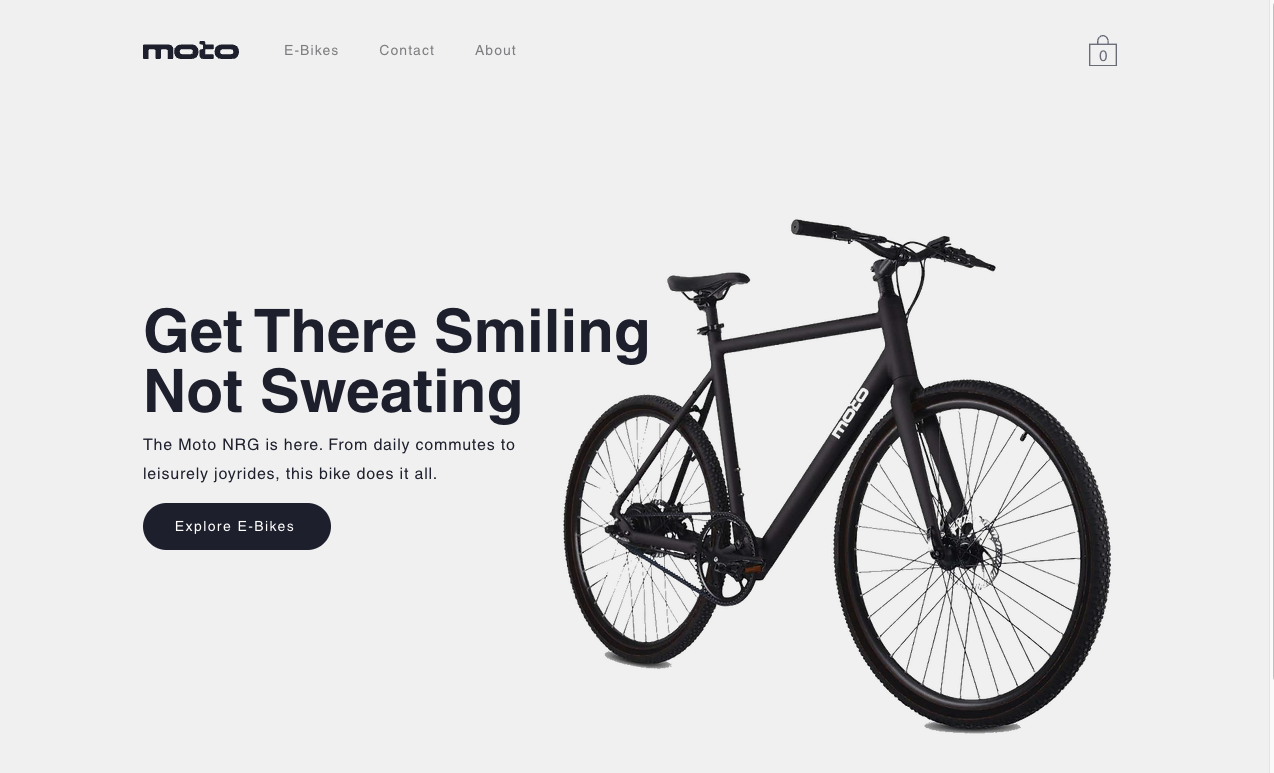 moto
E-Bikes
Contact
About
0
Get There Smiling
Not Sweating
moto
The Moto NRG is here. From daily commutes to
leisurely joyrides, this bike does it all.
Explore E-Bikes